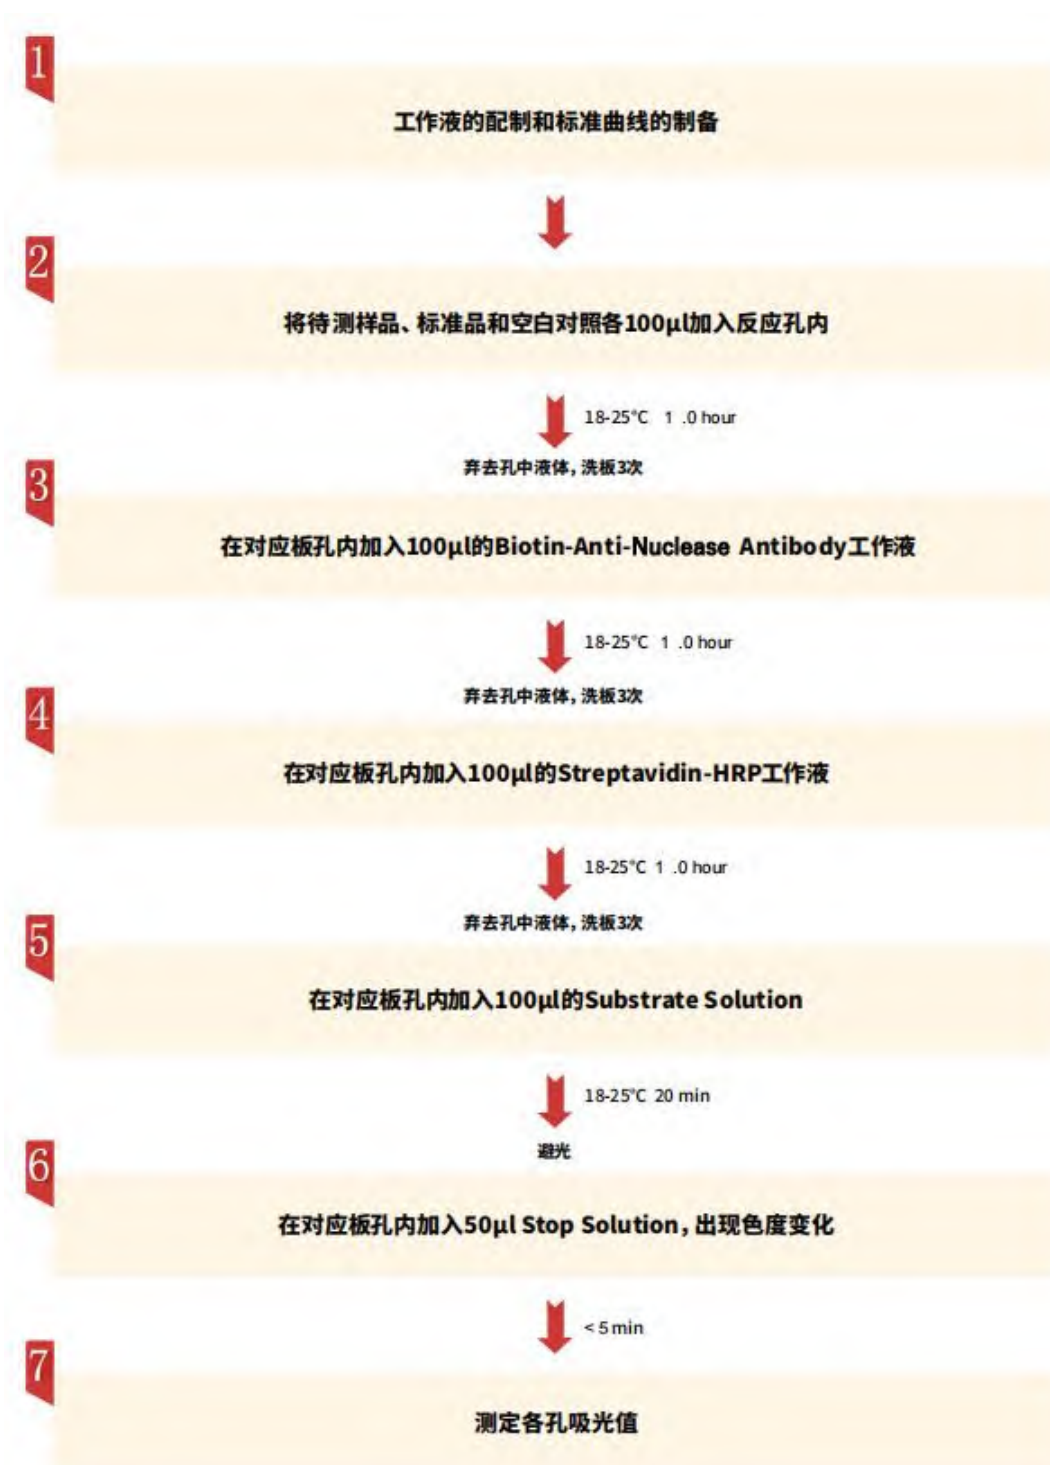 1
工作液的配制和标准曲线的制备
2
将待测样品、标准品和空白对照各100μl加入反应孔内
18-25℃ 1 .0 hour
弃去孔中液体，洗板3次
3
在对应板孔内加入100μl的Biotin-Anti-Nuclease Antibody工作液
18-25℃ 1 .0 hour
弃去孔中液体，洗板3次
4
在对应板孔内加入100μl的Streptavidin-HRP工作液
18-25℃ 1 .0 hour
弃去孔中液体，洗板3次
5
在对应板孔内加入100μl的Substrate Solution
18-25℃ 20 min
避光
6
在对应板孔内加入50μl Stop Solution，出现色度变化
< 5 min
7
测定各孔吸光值